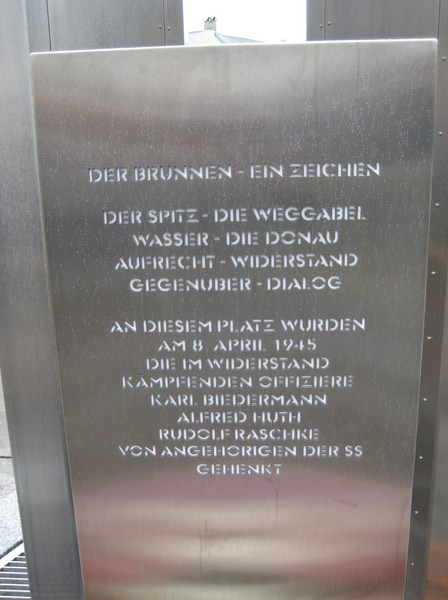 DER BRUNNEN - EIN ZEICHEN
DER SPITZ - DIE WEGGABEL
WASSER - DIE DONAU
AUFRECHT - WIDERSTAND
GEGENUBER - DIALOG
AN DIESEM PLATZ WURDEN
AM 8. APRIL 1945
DIE IM WIDERSTAND
KÄMPFENDEN OFFIZIERE
KARL BIEDERMANN
ALFRED HUTH
RUDOLF RASCHKE
VON ANGEHÖRIGEN DER SS
GEHENKT